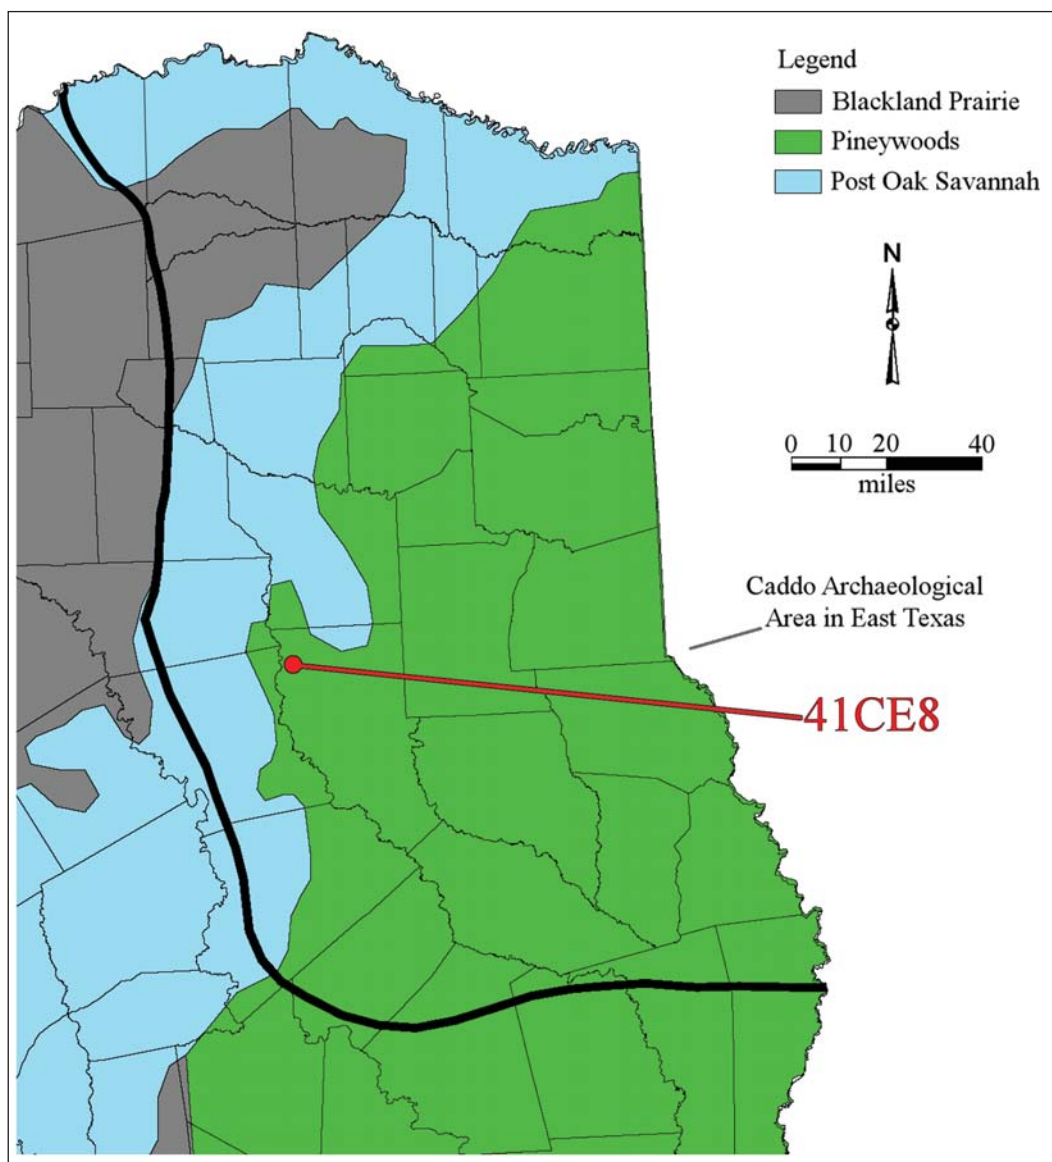 Legend
Blackland Prairie
Pineywoods
Post Oak Savannah
N
0 10 20 40
miles
Caddo Archaeological
Area in East Texas
41CE8